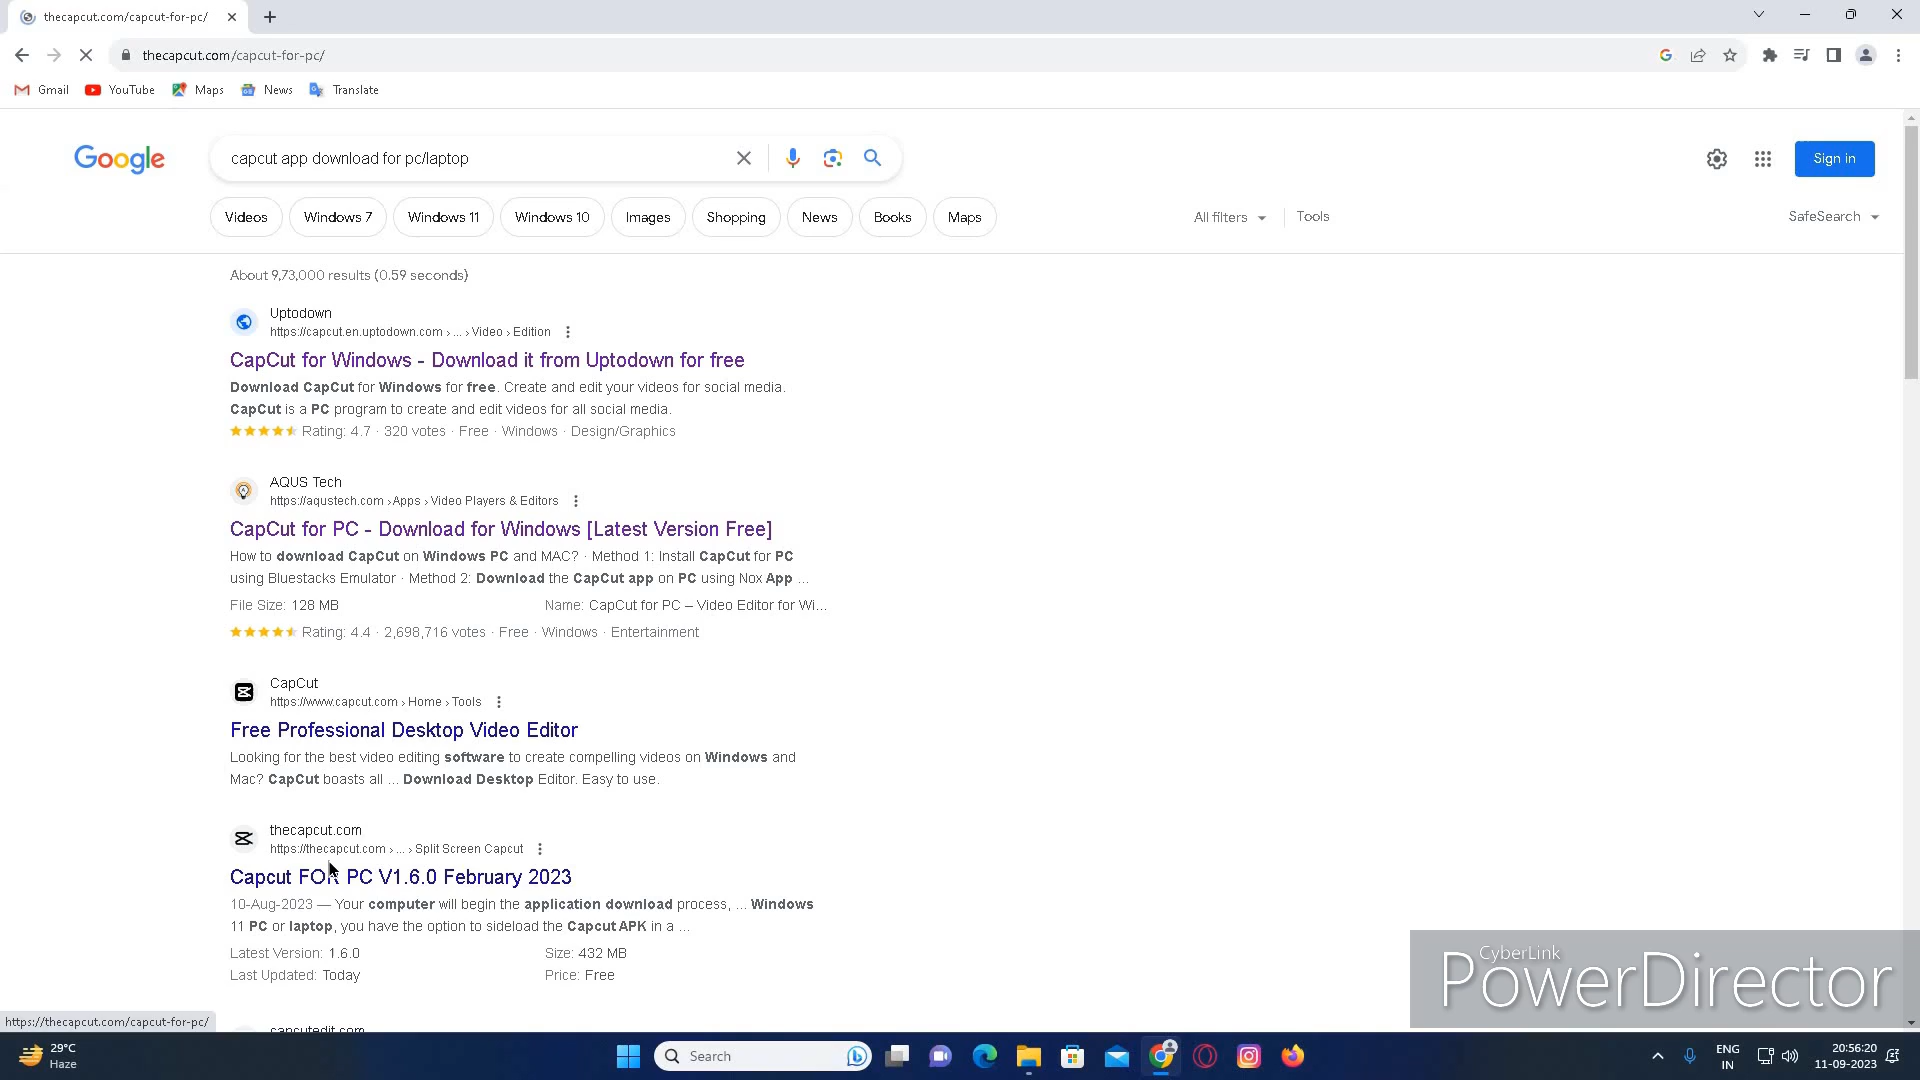 thecapcut.com/capcut-for-pc/
thecapcut.com/capcut-for-pc/
Gmail YouTube Maps News Translate
Google capcut app download for pc/laptop Sign in
Videos Windows 7 Windows 11 Windows 10 Images Shopping News Books Maps All filters Tools SafeSearch
About 9,73,000 results (0.59 seconds)
Uptodown
https://capcut.en.uptodown.com › ... › Video › Edition
CapCut for Windows - Download it from Uptodown for free
Download CapCut for Windows for free. Create and edit your videos for social media.
CapCut is a PC program to create and edit videos for all social media.
Rating: 4.7 · 320 votes · Free · Windows · Design/Graphics
AQUS Tech
https://aqustech.com › Apps › Video Players & Editors
CapCut for PC - Download for Windows [Latest Version Free]
How to download CapCut on Windows PC and MAC? · Method 1: Install CapCut for PC
using Bluestacks Emulator · Method 2: Download the CapCut app on PC using Nox App ...
File Size: 128 MB Name: CapCut for PC – Video Editor for Wi...
Rating: 4.4 · 2,698,716 votes · Free · Windows · Entertainment
CapCut
https://www.capcut.com › Home › Tools
Free Professional Desktop Video Editor
Looking for the best video editing software to create compelling videos on Windows and
Mac? CapCut boasts all ... Download Desktop Editor. Easy to use.
thecapcut.com
https://thecapcut.com › ... › Split Screen Capcut
Capcut FOR PC V1.6.0 February 2023
10-Aug-2023 — Your computer will begin the application download process, ... Windows
11 PC or laptop, you have the option to sideload the Capcut APK in a ...
Latest Version: 1.6.0 Size: 432 MB
Last Updated: Today Price: Free
CyberLink
PowerDirector
https://thecapcut.com/capcut-for-pc/
capcutedit.com
29°C
Haze
Search
ENG
IN
20:56:20
11-09-2023